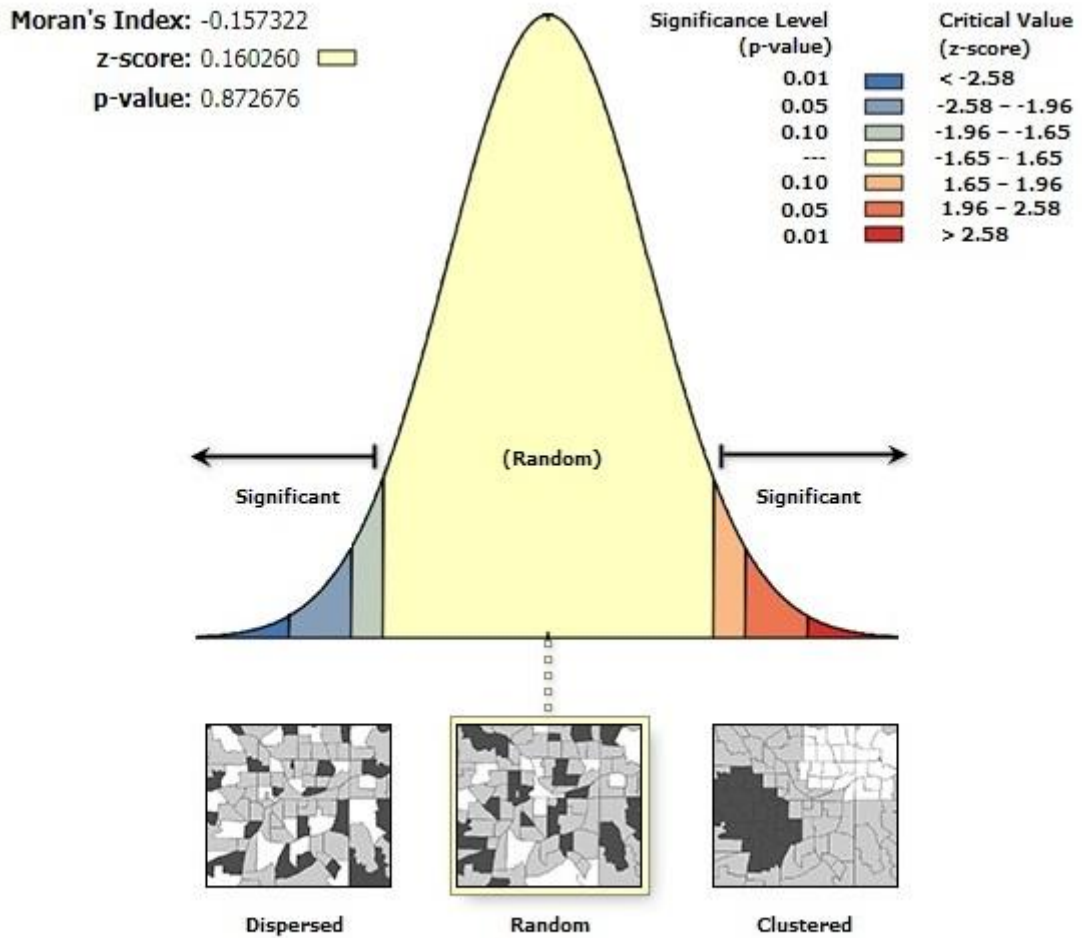 Moran's Index: -0.157322
z-score: 0.160260
p-value: 0.872676
Significance Level
(p-value)
Critical Value
(z-score)
0.01 < -2.58
0.05 -2.58 – -1.96
0.10 -1.96 – -1.65
--- -1.65 – 1.65
0.10 1.65 – 1.96
0.05 1.96 – 2.58
0.01 > 2.58
(Random)
Significant
Significant
Dispersed
Random
Clustered